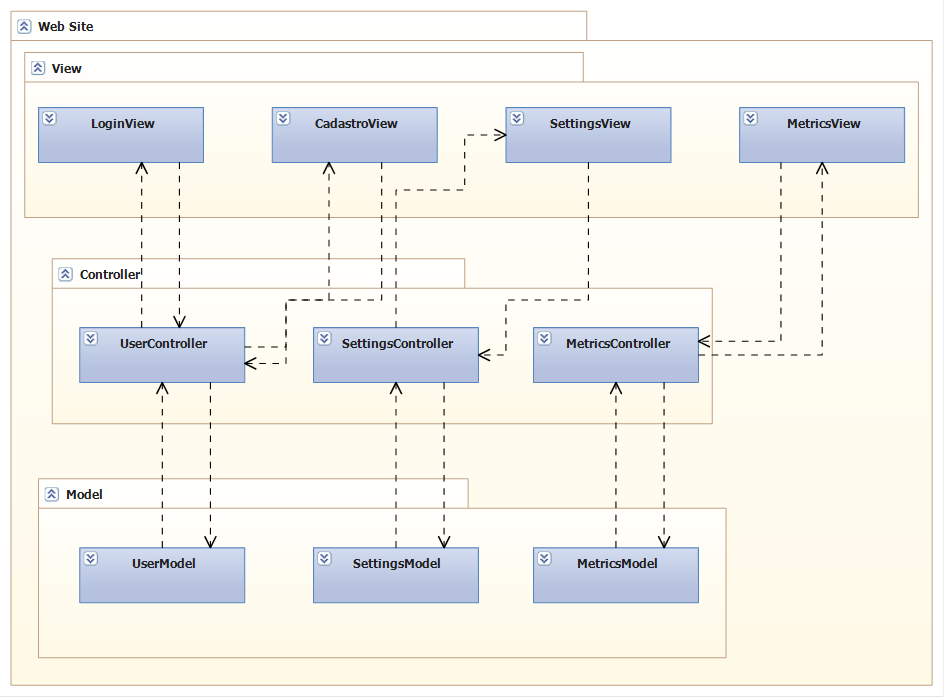 Web Site
View
LoginView
CadastroView
SettingsView
MetricsView
Controller
UserController
SettingsController
MetricsController
Model
UserModel
SettingsModel
MetricsModel